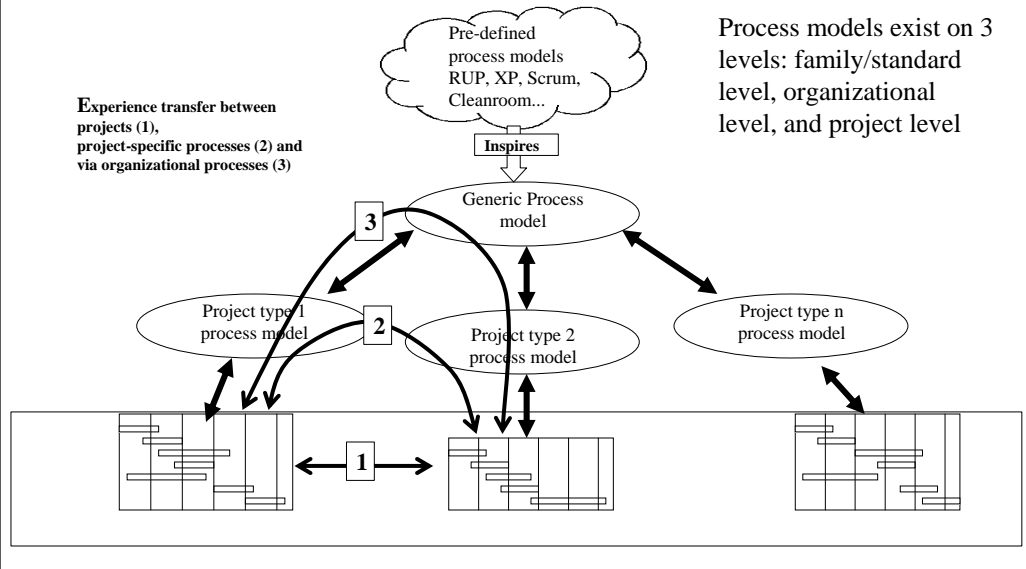 Pre-defined
process models
RUP, XP, Scrum,
Cleanroom...
Process models exist on 3
levels: family/standard
level, organizational
level, and project level
Experience transfer between
projects (1),
project-specific processes (2) and
via organizational processes (3)
Inspires
Generic Process
model
3
Project type 1
process model
2
Project type 2
process model
Project type n
process model
1